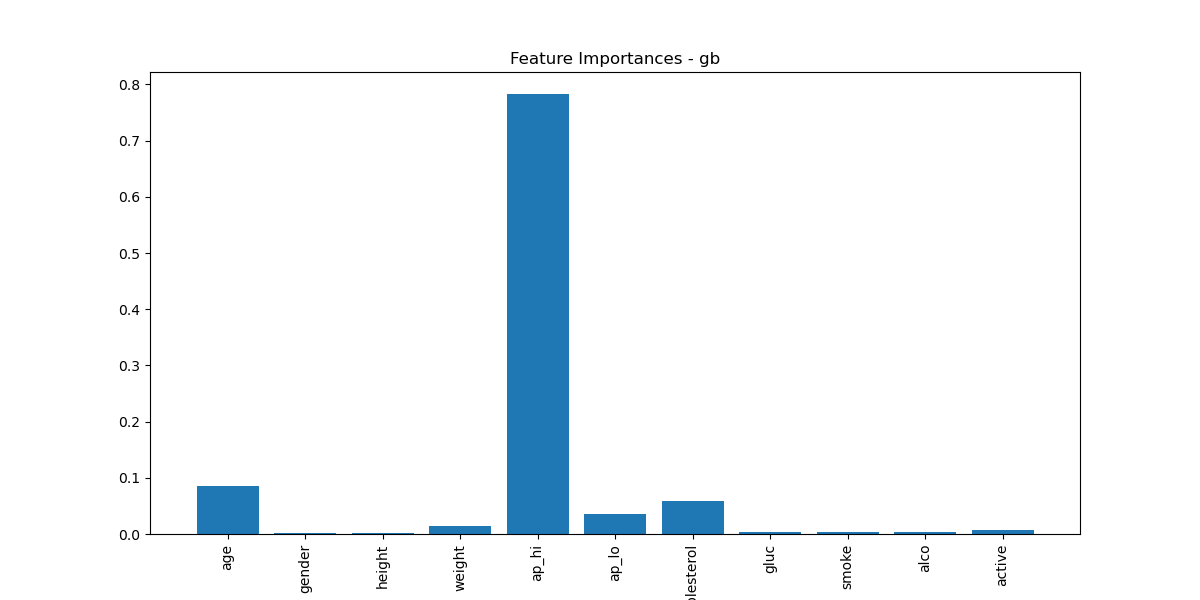 Feature Importances - gb
0.8
0.7
0.6
0.5
0.4
0.3
0.2
0.1
0.0
age
gender
height
weight
ap_hi
ap_lo
olesterol
gluc
smoke
alco
active